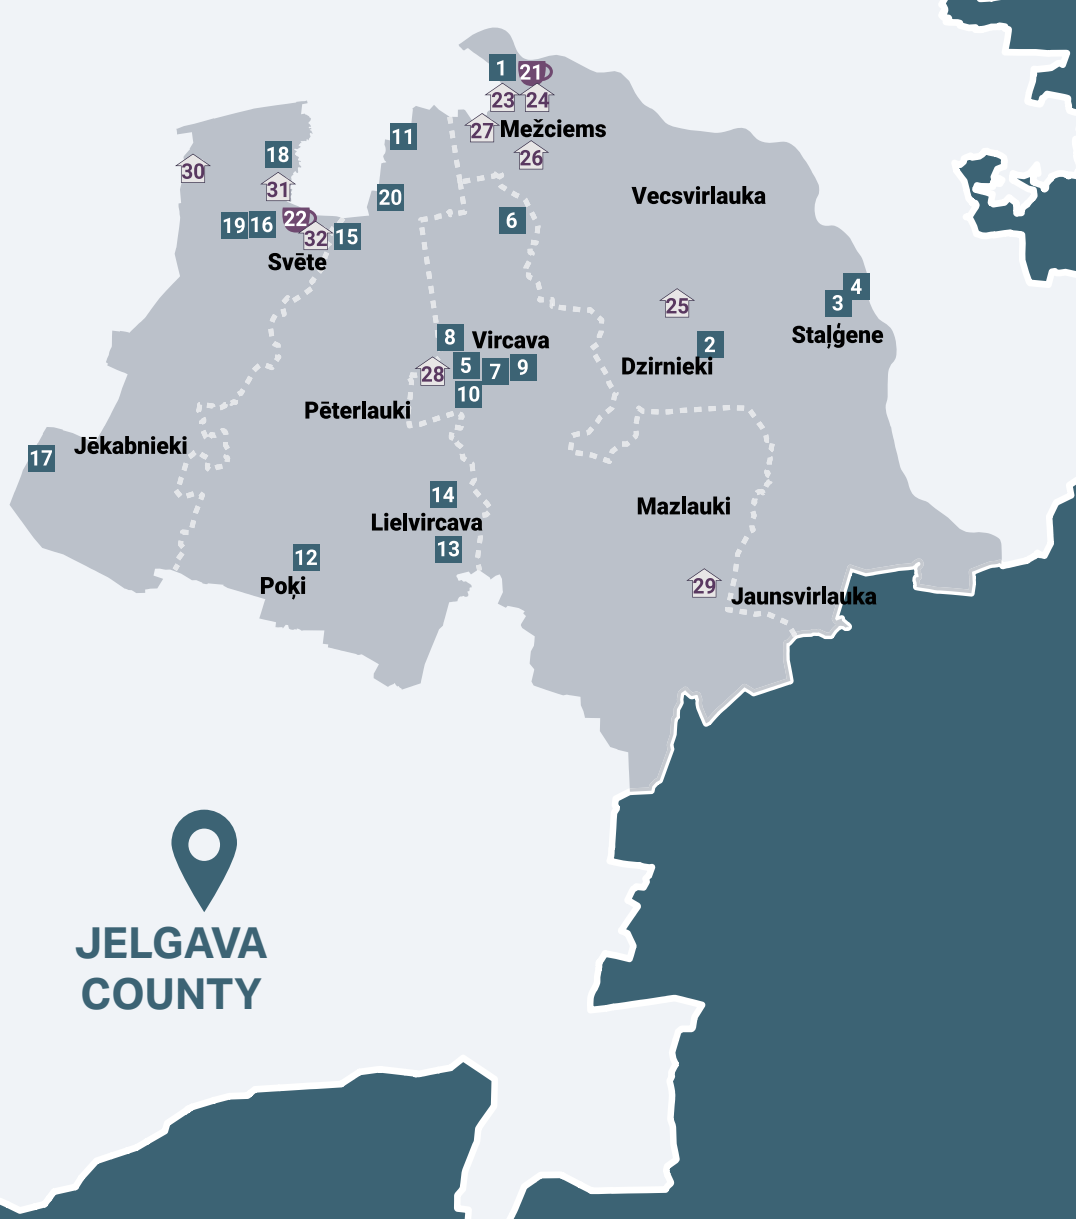 1
21
23
24
27
Mežciems
26
11
18
30
31
20
Vecsvirlauka
19
16
22
32
15
6
Svēte
4
3
25
Staļģene
8
Vircava
2
5
7
9
Dzirnieki
28
10
Pēterlauki
Jēkabnieki
17
14
Mazlauki
Lielvircava
13
12
Poķi
29
Jaunsvirlauka
JELGAVA
COUNTY